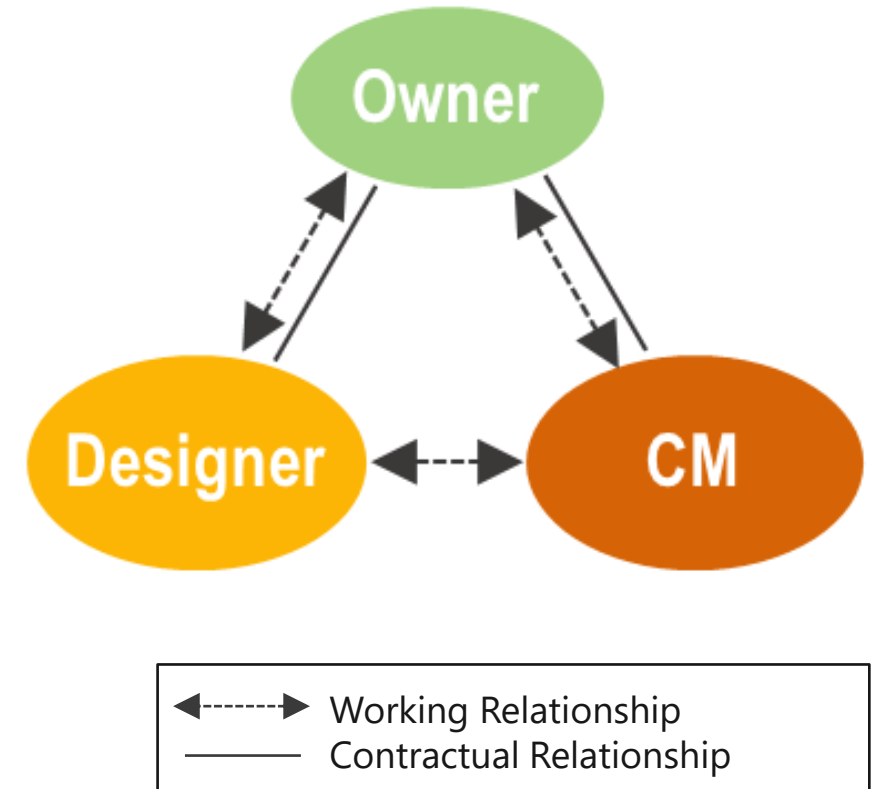 Owner
Designer
CM
Working Relationship
Contractual Relationship